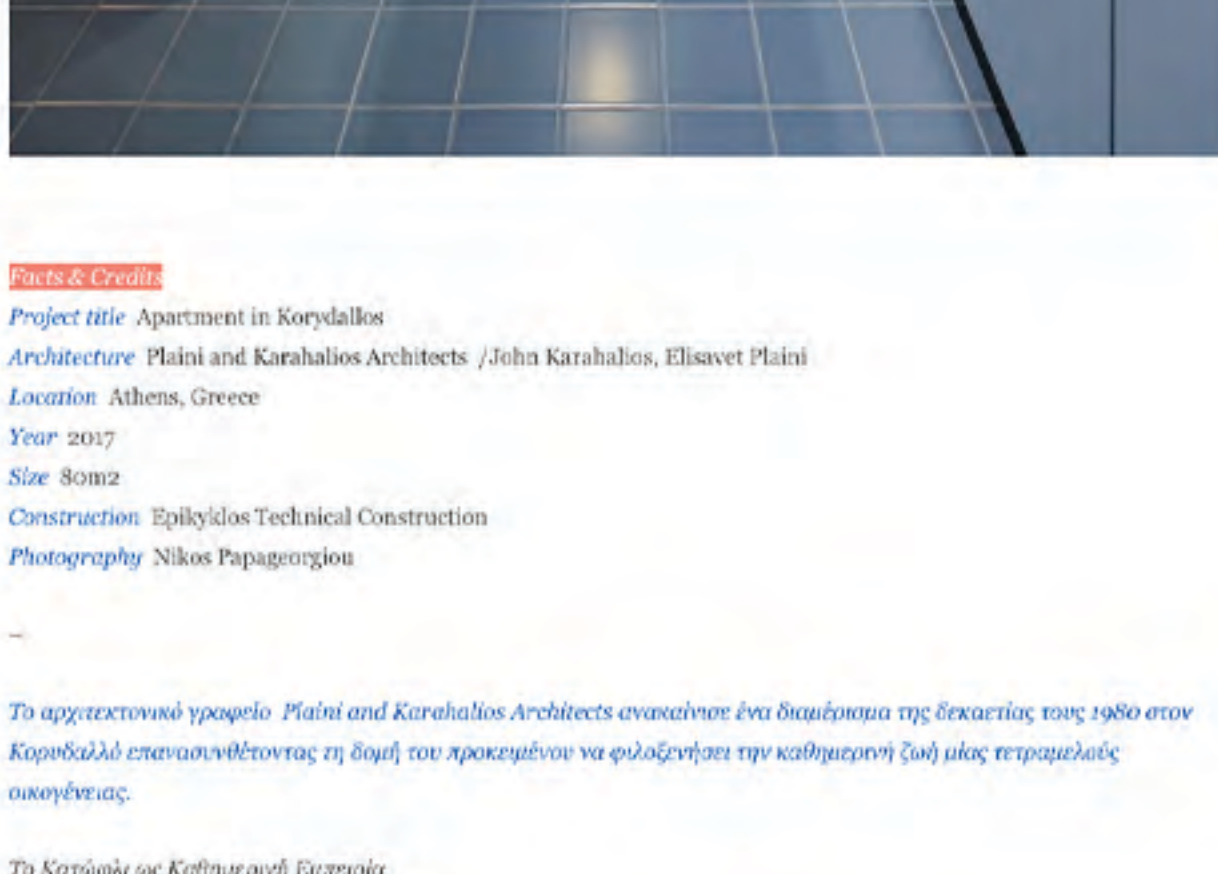 Facts & Credits
Project title Apartment in Korydallos
Architecture Plaini and Karahalios Architects /John Karahalios, Elisavet Plaini
Location Athens, Greece
Year 2017
Size 80m2
Construction Epikyklos Technical Construction
Photography Nikos Papageorgiou
–
Το αρχιτεκτονικό γραφείο Plaini and Karahalios Architects ανακαίνισε ένα διαμέρισμα της δεκαετίας τους 1980 στον
Κορυδαλλό επανασυνθέτοντας τη δομή του προκειμένου να φιλοξενήσει την καθημερινή ζωή μίας τετραμελούς
οικογένειας.
Το Κατώφλι ως Καθημερινή Εμπειρία